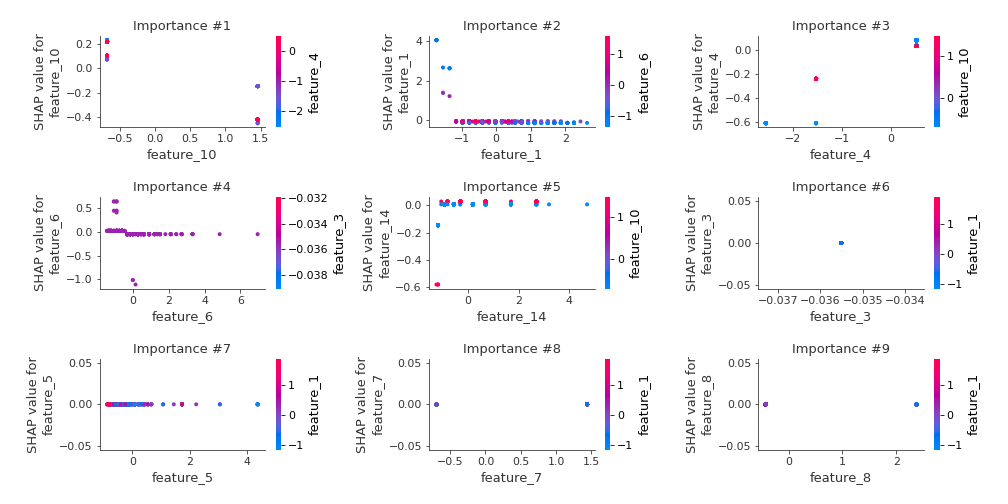 Importance #1
SHAP value for
feature_10
0.2
0.0
−0.2
−0.4
−0.5
0.0
0.5
1.0
1.5
feature_10
0
−1
−2
feature_4
Importance #2
SHAP value for
feature_1
4
2
0
−1
0
1
2
feature_1
1
0
−1
feature_6
Importance #3
SHAP value for
feature_4
0.0
−0.2
−0.4
−0.6
−2
−1
0
feature_4
1
0
feature_10
Importance #4
SHAP value for
feature_6
0.5
0.0
−0.5
−1.0
0
2
4
6
feature_6
−0.032
−0.034
−0.036
−0.038
feature_3
Importance #5
SHAP value for
feature_14
0.0
−0.2
−0.4
−0.6
0
2
4
feature_14
1
0
feature_10
Importance #6
SHAP value for
feature_3
0.05
0.00
−0.05
−0.037
−0.036
−0.035
−0.034
feature_3
1
0
−1
feature_1
Importance #7
SHAP value for
feature_5
0.05
0.00
−0.05
0
2
4
feature_5
1
0
−1
feature_1
Importance #8
SHAP value for
feature_7
0.05
0.00
−0.05
−0.5
0.0
0.5
1.0
1.5
feature_7
1
0
−1
feature_1
Importance #9
SHAP value for
feature_8
0.05
0.00
−0.05
0
1
2
feature_8
1
0
−1
feature_1